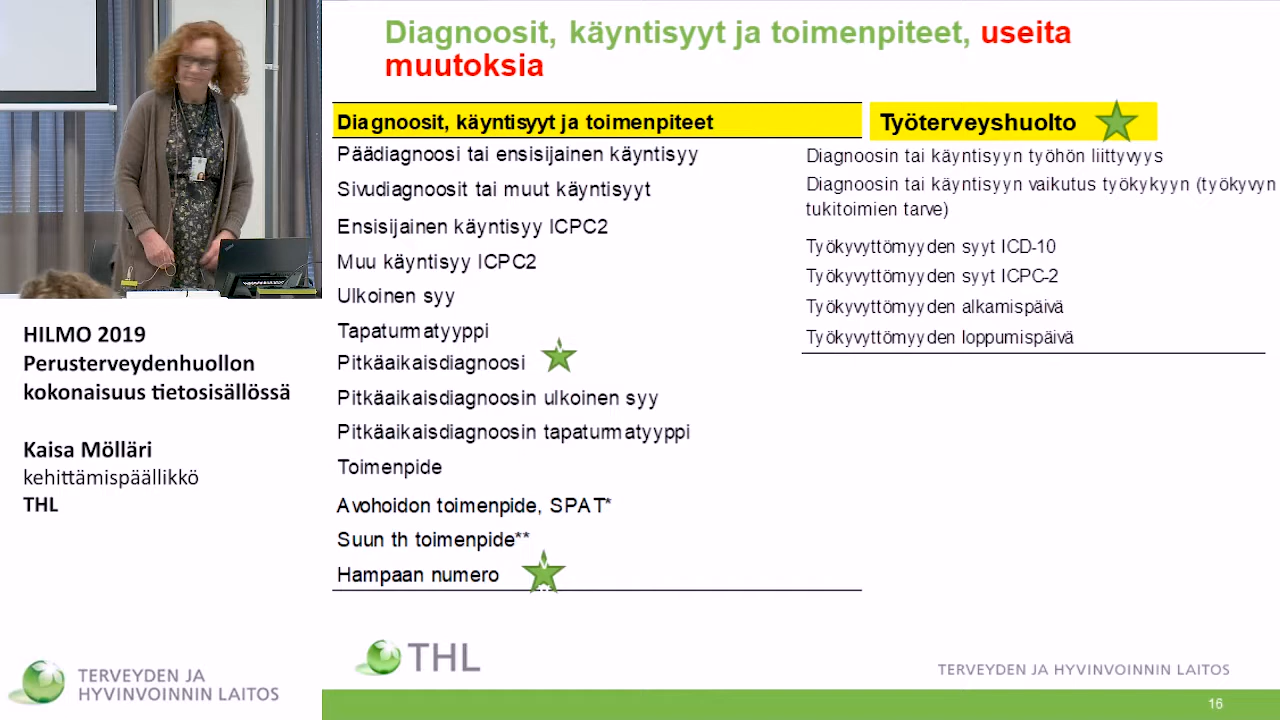 HILMO 2019
Perusterveydenhuollon
kokonaisuus tietosisällössä
Kaisa Mölläri
kehittämispäällikkö
THL
TERVEYDEN JA
HYVINVOINNIN LAITOS
Diagnoosit, käyntisyyt ja toimenpiteet, useita
muutoksia
Diagnoosit, käyntisyyt ja toimenpiteet
Päädiagnoosi tai ensisijainen käyntisyy
Sivudiagnoosit tai muut käyntisyyt
Ensisijainen käyntisyy ICPC2
Muu käyntisyy ICPC2
Ulkoinen syy
Tapaturmatyyppi
Pitkäaikaisdiagnoosi
Pitkäaikaisdiagnoosin ulkoinen syy
Pitkäaikaisdiagnoosin tapaturmatyyppi
Toimenpide
Avohoidon toimenpide, SPAT*
Suun th toimenpide**
Hampaan numero
Työterveyshuolto
Diagnoosin tai käyntisyyn työhön liittyvyys
Diagnoosin tai käyntisyyn vaikutus työkykyyn (työkyvyn
tukitoimien tarve)
Työkyvyttömyyden syyt ICD-10
Työkyvyttömyyden syyt ICPC-2
Työkyvyttömyyden alkamispäivä
Työkyvyttömyyden loppumispäivä
THL
TERVEYDEN JA HYVINVOINNIN LAITOS
16